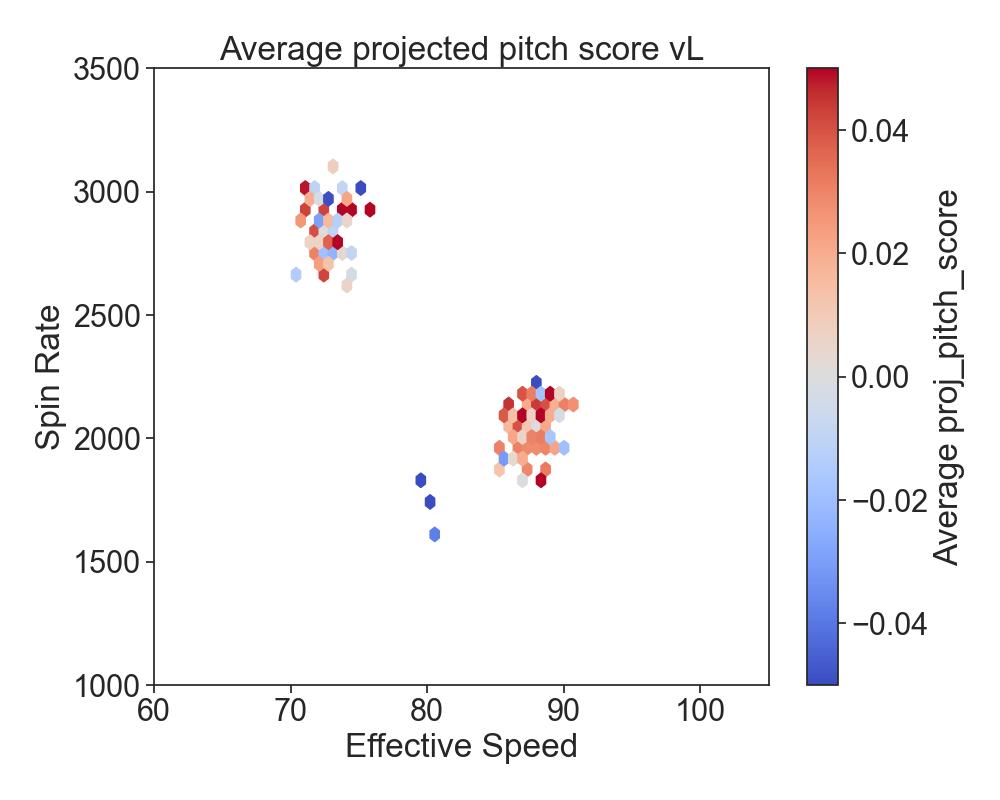 Average projected pitch score vL
3500
3000
2500
2000
1500
1000
Spin Rate
60 70 80 90 100
Effective Speed
0.04
0.02
0.00
−0.02
−0.04
Average proj_pitch_score